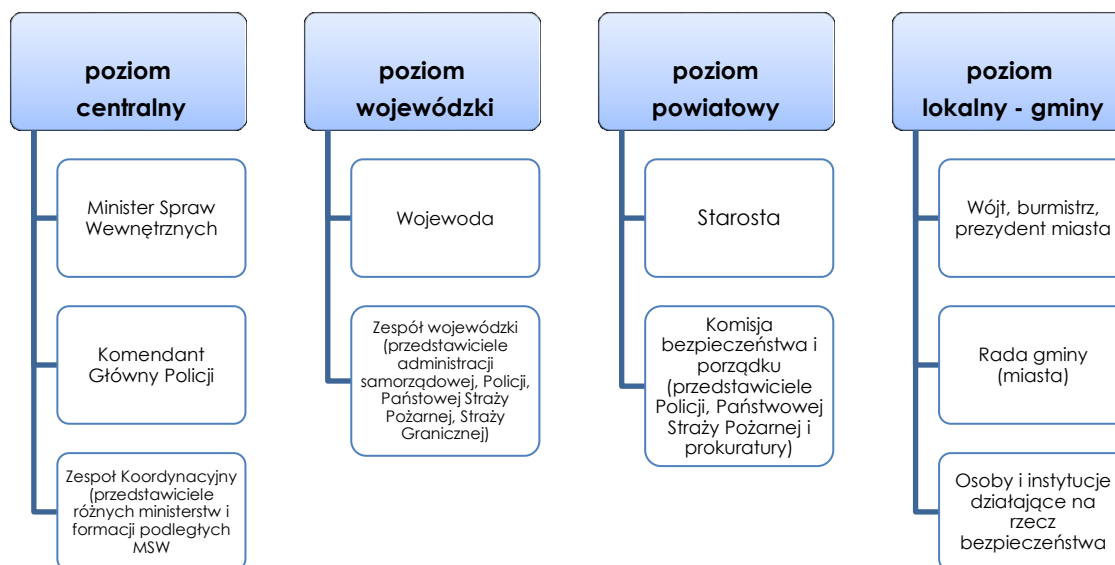 poziom
centralny
Minister Spraw
Wewnętrznych
Komendant
Główny Policji
Zespoł Koordynacyjny
(przedstawiciele
różnych ministerstw i
formacji podległych
MSW
poziom
wojewódzki
Wojewoda
Zespół wojewódzki
(przedstawiciele
administracji
samorządowej, Policji,
Państowej Straży
Pożarnej, Straży
Granicznej)
poziom
powiatowy
Starosta
Komisja
bezpieczeństwa i
porządku
(przedstawiciele
Policji, Państwowej
Straży Pożarnej i
prokuratury)
poziom
lokalny - gminy
Wójt, burmistrz,
prezydent miasta
Rada gminy
(miasta)
Osoby i instytucje
działające na
rzecz
bezpieczeństwa